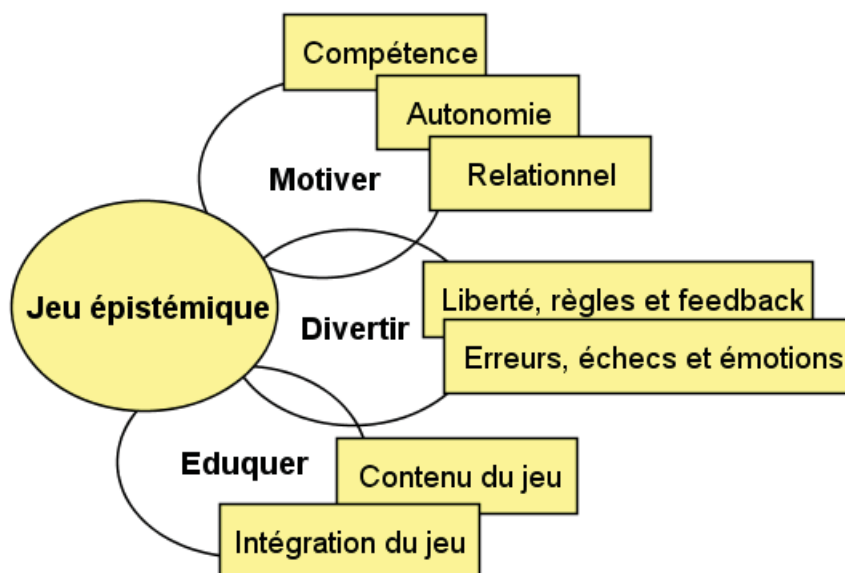 Compétence
Autonomie
Motiver
Relationnel
Jeu épistémique
Liberté, règles et feedback
Divertir
Erreurs, échecs et émotions
Eduquer
Contenu du jeu
Intégration du jeu